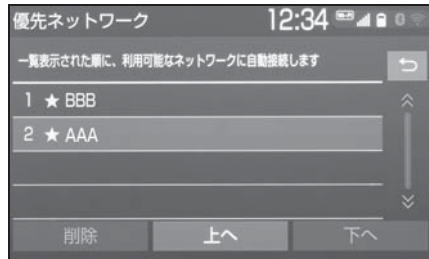 優先ネットワーク 12:34
一覧表示された順に、利用可能なネットワークに自動接続します
1 ★ BBB
2 ★ AAA
削除 上へ 下へ